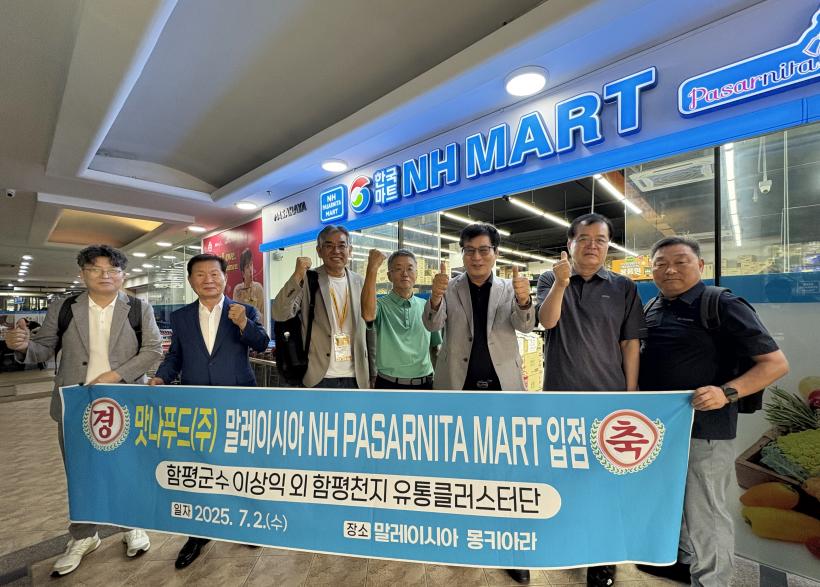 NH PASARNITA MART
한국마트
NH MART
Pasarnita
경 축
맛나푸드(주) 말레이시아 NH PASARNITA MART 입점
함평군수 이상익 외 함평천지 유통클러스터단
일자 2025. 7.2.(수)
장소 말레이시아 몽키아라